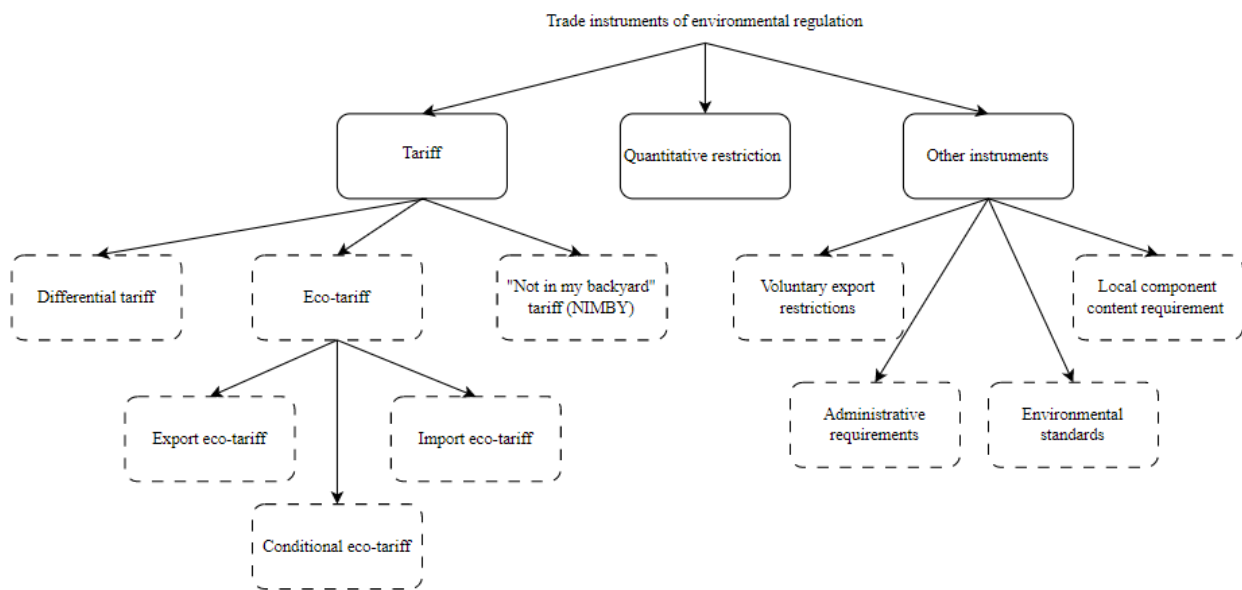 Trade instruments of environmental regulation
Tariff
Quantitative restriction
Other instruments
Differential tariff
Eco-tariff
"Not in my backyard"
tariff (NIMBY)
Voluntary export
restrictions
Local component
content requirement
Export eco-tariff
Import eco-tariff
Administrative
requirements
Environmental
standards
Conditional eco-tariff